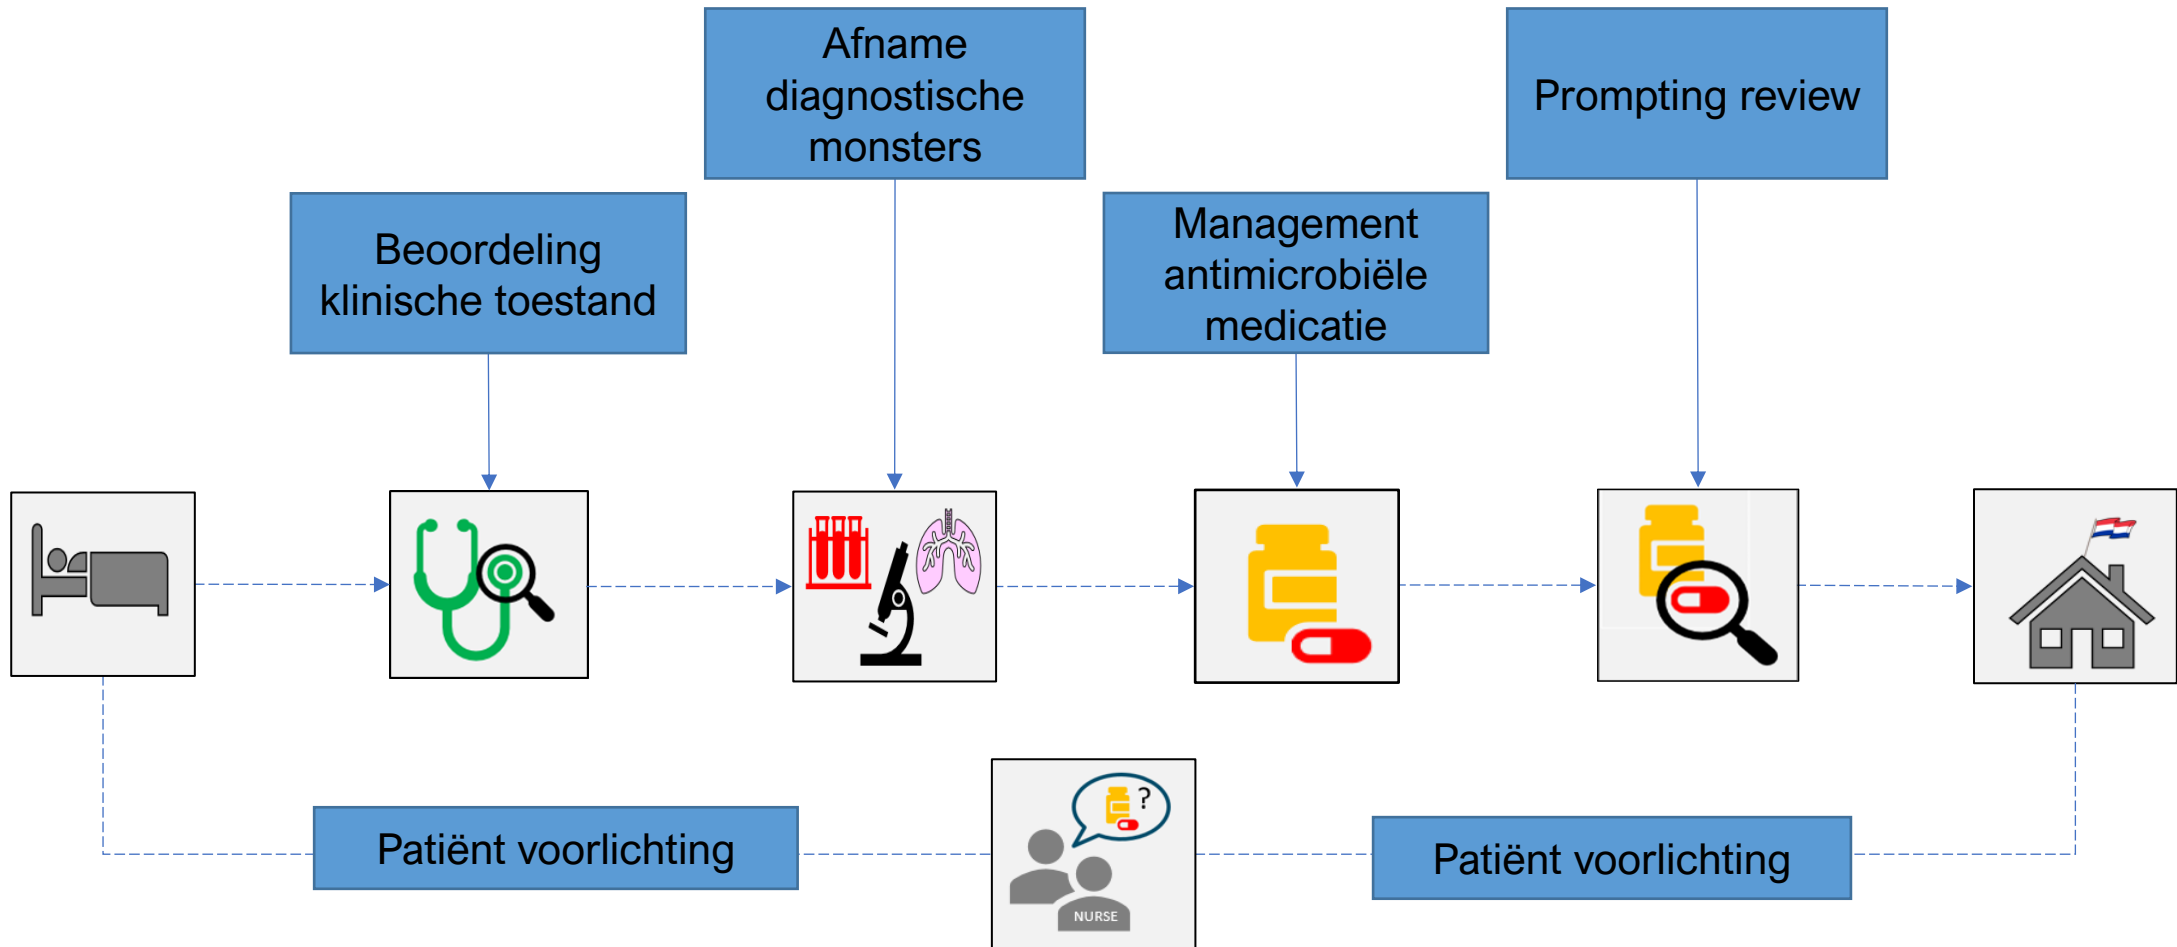 Afname
diagnostische
monsters
Prompting review
Beoordeling
klinische toestand
Management
antimicrobiële
medicatie
?
NURSE
Patiënt voorlichting
Patiënt voorlichting